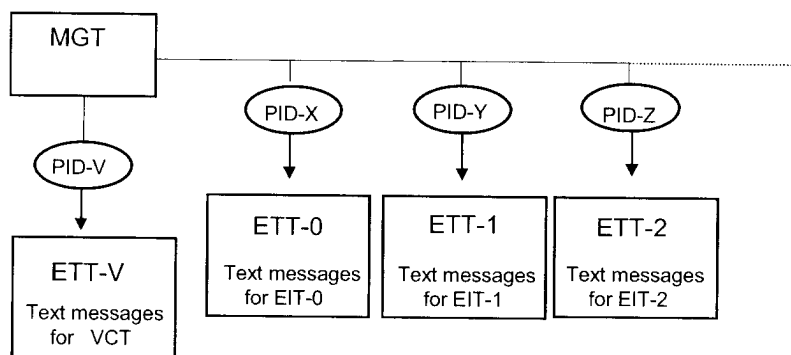 MGT
PID-X
PID-Y
PID-Z
PID-V
ETT-0
Text messages
for EIT-0
ETT-1
Text messages
for EIT-1
ETT-2
Text messages
for EIT-2
ETT-V
Text messages
for VCT